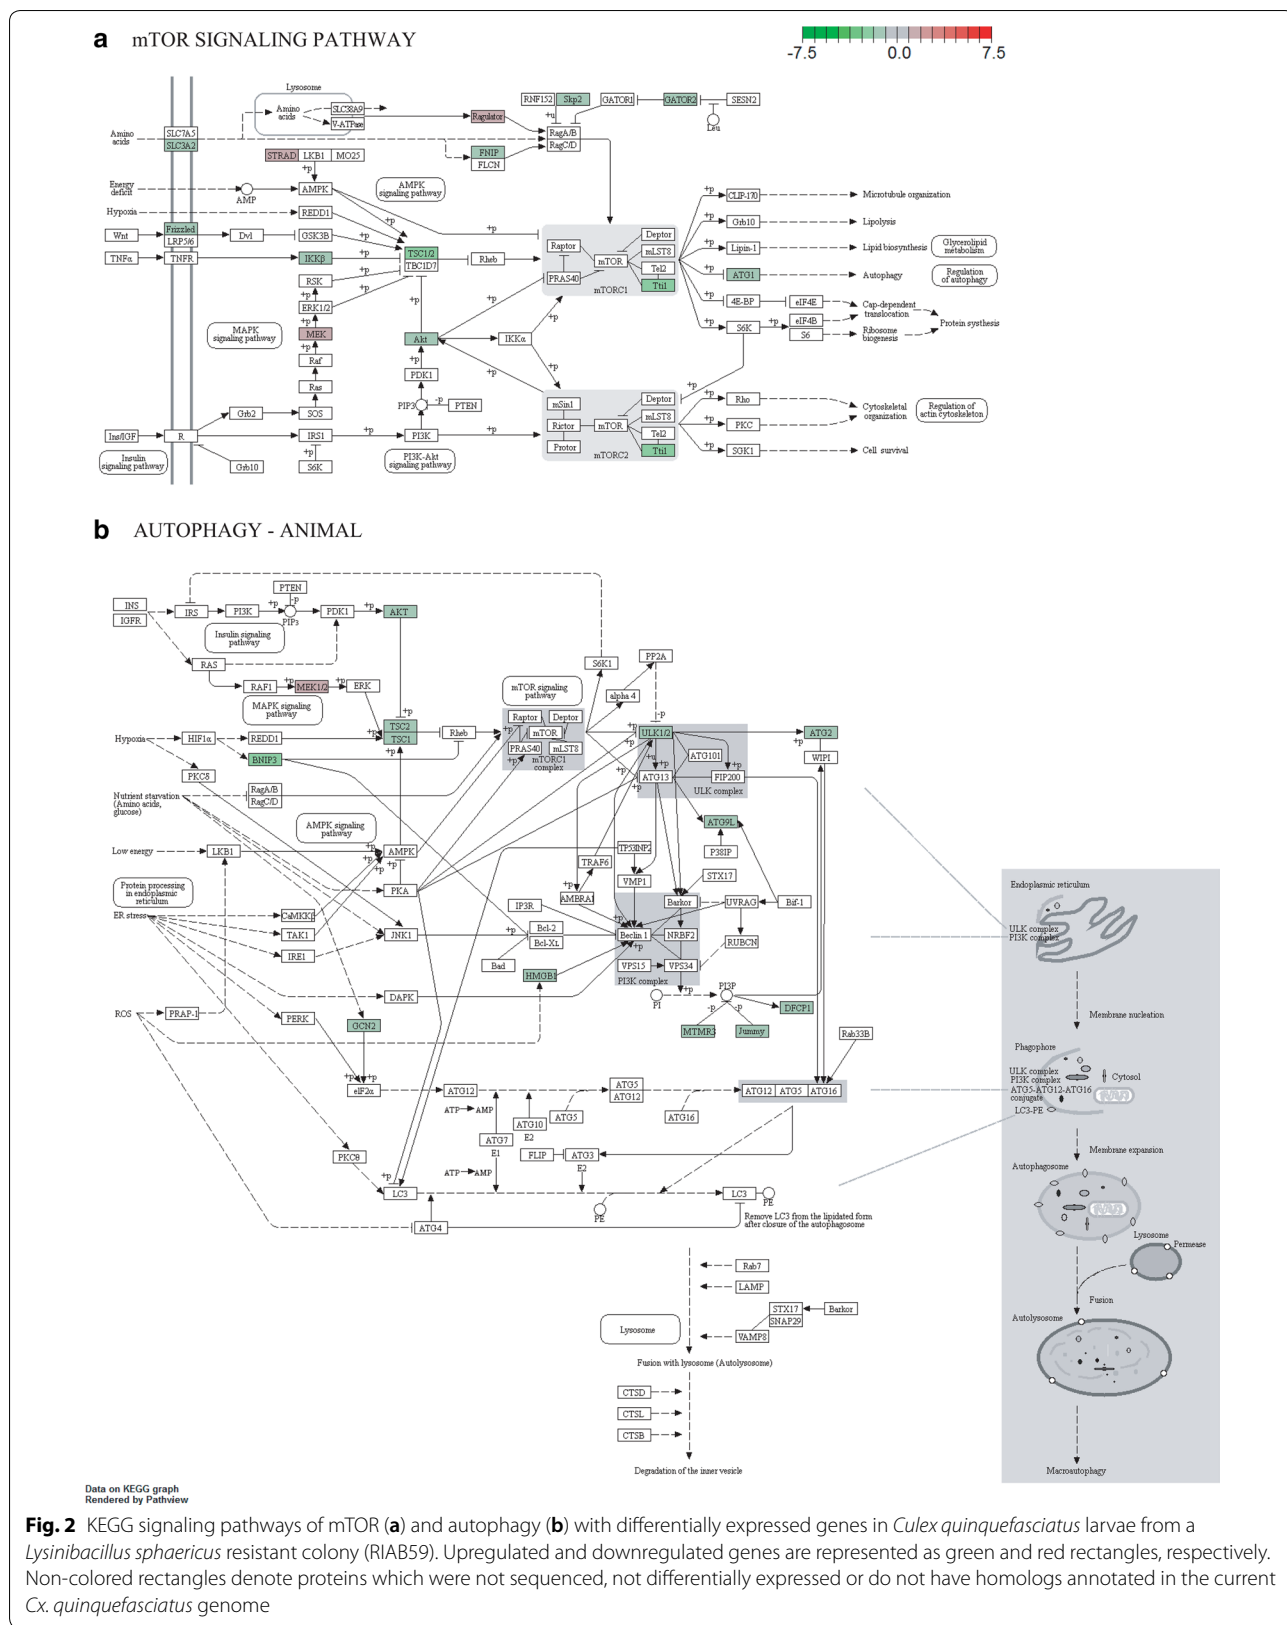 a mTOR SIGNALING PATHWAY
-7.5 0.0 7.5
Lysosome
Amino acids
SLC38A9
V-ATPase
Ragulator
RNF152 Skp2 GATOR1 GATOR2 SESN2
+u
Leu
RagA/B
RagC/D
Amino acids
SLC7A5
SLC3A2
STRAD LKB1 MO25
FNIP
FLCN
+p
Energy deficit
AMP
AMPK
AMPK signaling pathway
Hypoxia
REDD1
+p
Wnt
Frizzled
LRP5/6
Dvl
GSK3B
+p
TNFα
TNFR
IKKβ
+p
TSC1/2
TBC1D7
Rheb
RSK
+p
+p
ERK1/2
+p
MAPK signaling pathway
MEK
+p
Raf
Ras
SOS
Grb2
Raptor
mTOR
PRAS40
Deptor
mLST8
Tel2
Tti1
mTORC1
+p CLIP-170 Microtubule organization
+p Grb10 Lipolysis
+p Lipin-1 Lipid biosynthesis
Glycerolipid metabolism
+p ATG1 Autophagy
Regulation of autophagy
+p 4E-BP eIF4E
Cap-dependent translocation
+p S6K +p eIF4B
S6
Ribosome biogenesis
Protein systhesis
+p
Akt
IKKα
+p
+p
+p
+p
+p
PDK1
PIP3
-p
PTEN
+p
Ins/IGF
R
IRS1
+p
PI3K
+p
Insulin signaling pathway
Grb10
+p
S6K
PI3K-Akt signaling pathway
mSin1
Rictor
Protor
mTOR
Deptor
mLST8
Tel2
Tti1
mTORC2
+p Rho
+p PKC
Cytoskeletal organization
Regulation of actin cytoskeleton
+p SGK1 Cell survival
b AUTOPHAGY - ANIMAL
INS
IGFR
IRS
PI3K
+p
PTEN
-p
PIP3
PDK1
+p
AKT
Insulin signaling pathway
RAS
RAF1
+p
MEK1/2
+p
ERK
MAPK signaling pathway
+p
+p
S6K1
PP2A
alpha 4
-p
mTOR signaling pathway
Hypoxia
HIF1α
REDD1
BNIP3
TSC2
TSC1
+p
Rheb
Raptor Deptor
mTOR
PRAS40 mLST8
mTORC1 complex
+p
+p
+p
ULK1/2
+p
+p
+u
ATG101
ATG13
FIP200
ULK complex
ATG2
+p
WIPI
PKCδ
Nutrient starvation (Amino acids, glucose)
RagA/B
RagC/D
AMPK signaling pathway
Low energy
LKB1
+p
AMPK
+p
PKA
ATG9L
P38IP
TP53INP2
TRAF6
VMP1
STX17
+p
AMBRA1
Barkor
UVRAG
Bif-1
Protein processing in endoplasmic reticulum
ER stress
CaMKKβ
TAK1
IRE1
JNK1
+p
IP3R
Bcl-2
Bcl-XL
Bad
+p
Beclin 1
NRBF2
RUBCN
+p
HMGB1
VPS15
VPS34
PI3K complex
+p
PI
PI3P
DAPK
DFCP1
-p
-p
MTMR3
Jummy
ROS
PRAP-1
PERK
GCN2
+p
+p
eIF2α
Rab33B
ATG12
ATG5
ATG12
ATG12 ATG5 ATG16
ATP AMP
ATG7
E1
ATG10
E2
ATG5
ATG16
ATP AMP
FLIP
ATG3
E2
PKCθ
+p
LC3
LC3
PE
PE
ATG4
Remove LC3 from the lipidated form
after closure of the autophagosome
Rab7
LAMP
STX17
SNAP29
Barkor
VAMP8
Lysosome
Fusion with lysosome (Autolysosome)
CTSD
CTSL
CTSB
Degradation of the inner vesicle
Endoplasmic reticulum
ULK complex
PI3K complex
Membrane nucleation
Phagophore
ULK complex
PI3K complex
Cytosol
ATG5-ATG12-ATG16
conjugate
LC3-PE
Membrane expansion
Autophagosome
Lysosome
Permease
Fusion
Autolysosome
Macroautophagy
Data on KEGG graph
Rendered by Pathview
Fig. 2 KEGG signaling pathways of mTOR (a) and autophagy (b) with differentially expressed genes in Culex quinquefasciatus larvae from a
Lysinibacillus sphaericus resistant colony (RIAB59). Upregulated and downregulated genes are represented as green and red rectangles, respectively.
Non-colored rectangles denote proteins which were not sequenced, not differentially expressed or do not have homologs annotated in the current
Cx. quinquefasciatus genome